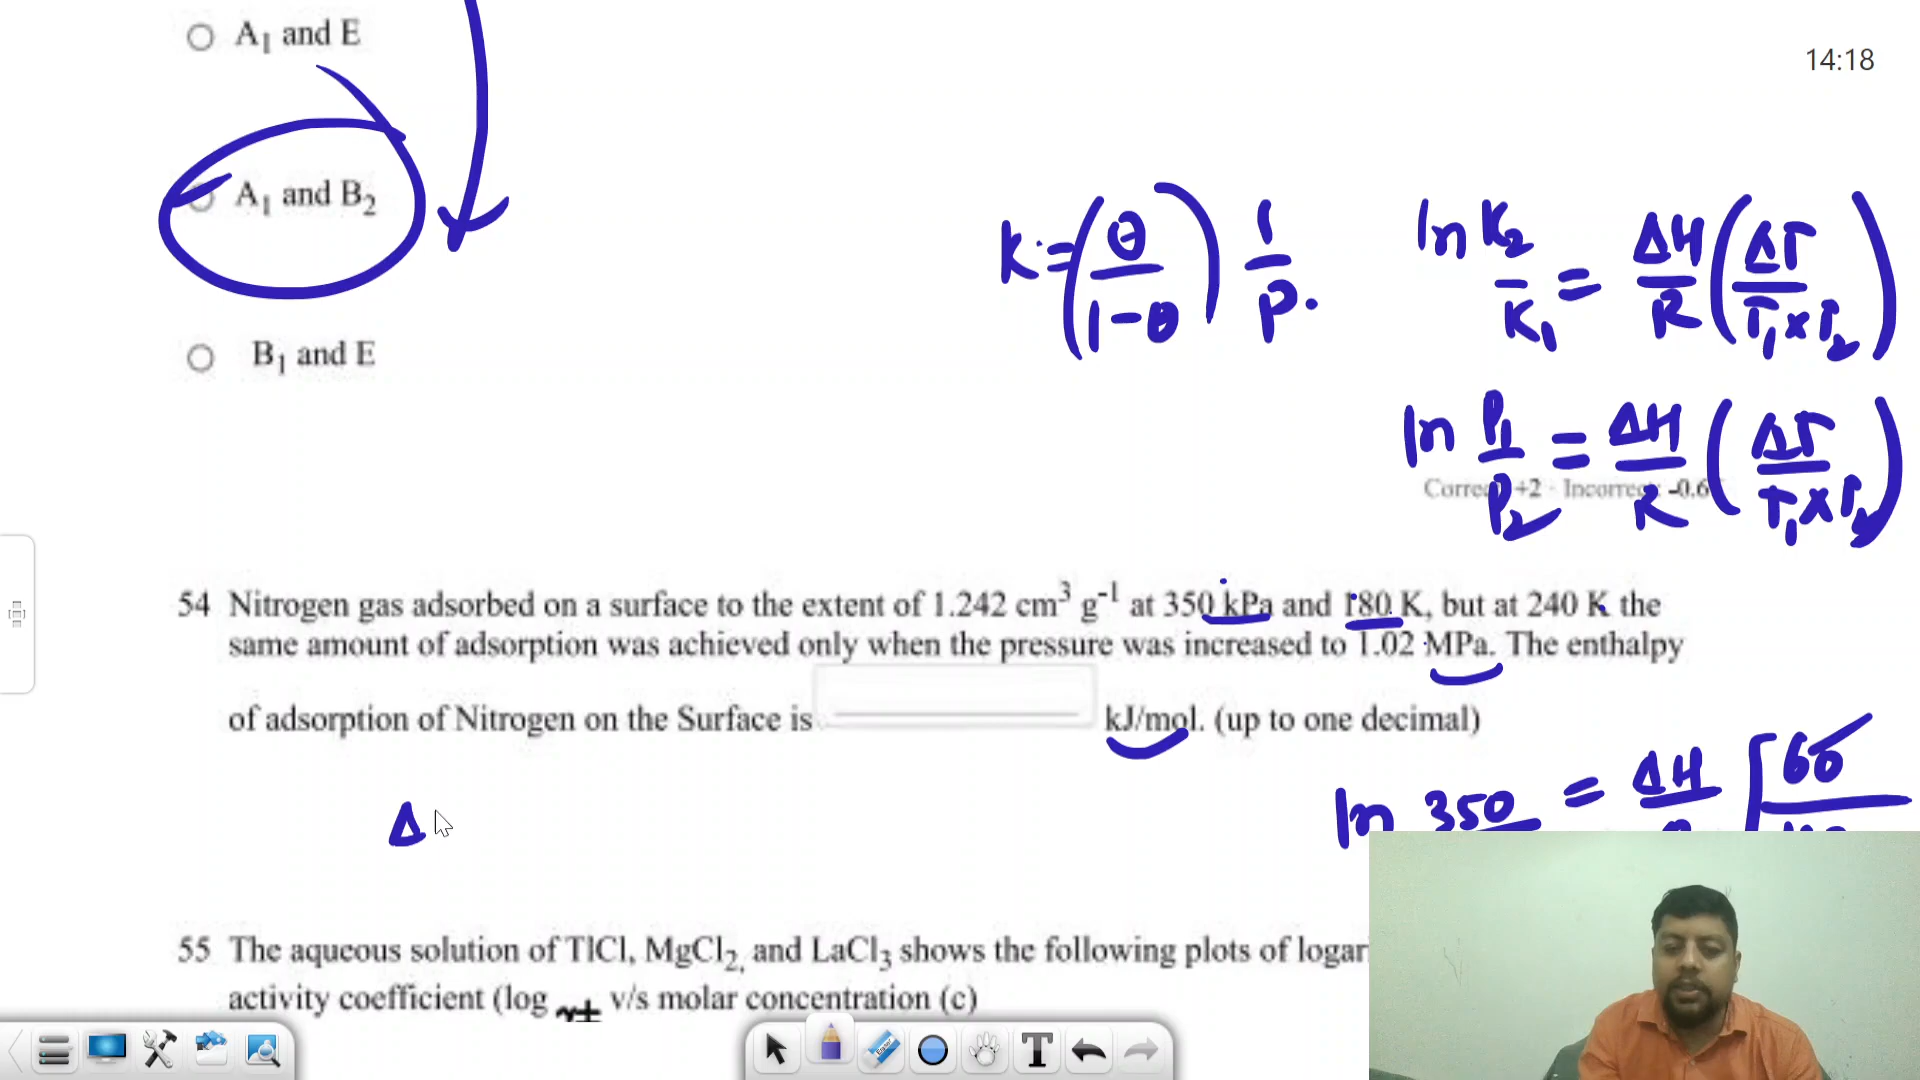 A₁ and E
14:18
A₁ and B₂
K = (θ/1-θ) 1/P.
ln K₂/K₁ = ΔH/R (ΔT/T₁×T₂)
B₁ and E
ln P₁/P₂ = ΔH/R (ΔT/T₁×T₂)
Correct +2 · Incorrect -0.6
54 Nitrogen gas adsorbed on a surface to the extent of 1.242 cm³ g⁻¹ at 350 kPa and 180 K, but at 240 K the
same amount of adsorption was achieved only when the pressure was increased to 1.02 MPa. The enthalpy
of adsorption of Nitrogen on the Surface is kJ/mol. (up to one decimal)
ln 350 = ΔH [60
Δ
55 The aqueous solution of TlCl, MgCl₂, and LaCl₃ shows the following plots of logar
activity coefficient (log γ± v/s molar concentration (c)
Eraser
T